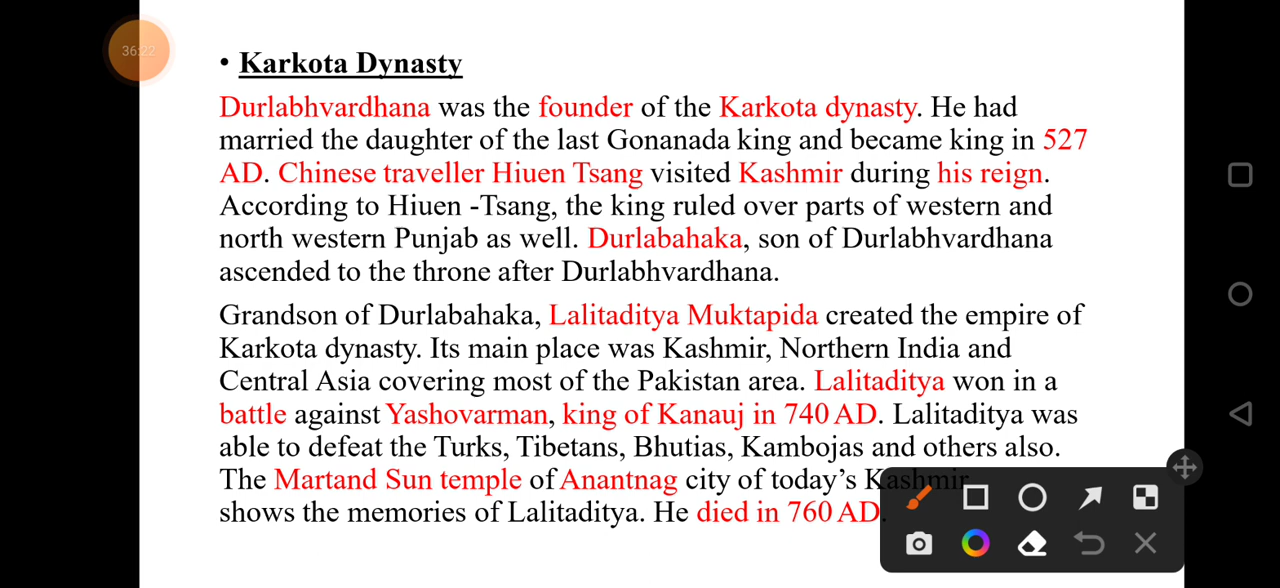 36:22
• Karkota Dynasty
Durlabhvardhana was the founder of the Karkota dynasty. He had
married the daughter of the last Gonanada king and became king in 527
AD. Chinese traveller Hiuen Tsang visited Kashmir during his reign.
According to Hiuen -Tsang, the king ruled over parts of western and
north western Punjab as well. Durlabahaka, son of Durlabhvardhana
ascended to the throne after Durlabhvardhana.
Grandson of Durlabahaka, Lalitaditya Muktapida created the empire of
Karkota dynasty. Its main place was Kashmir, Northern India and
Central Asia covering most of the Pakistan area. Lalitaditya won in a
battle against Yashovarman, king of Kanauj in 740 AD. Lalitaditya was
able to defeat the Turks, Tibetans, Bhutias, Kambojas and others also.
The Martand Sun temple of Anantnag city of today’s Kashmir
shows the memories of Lalitaditya. He died in 760 AD.